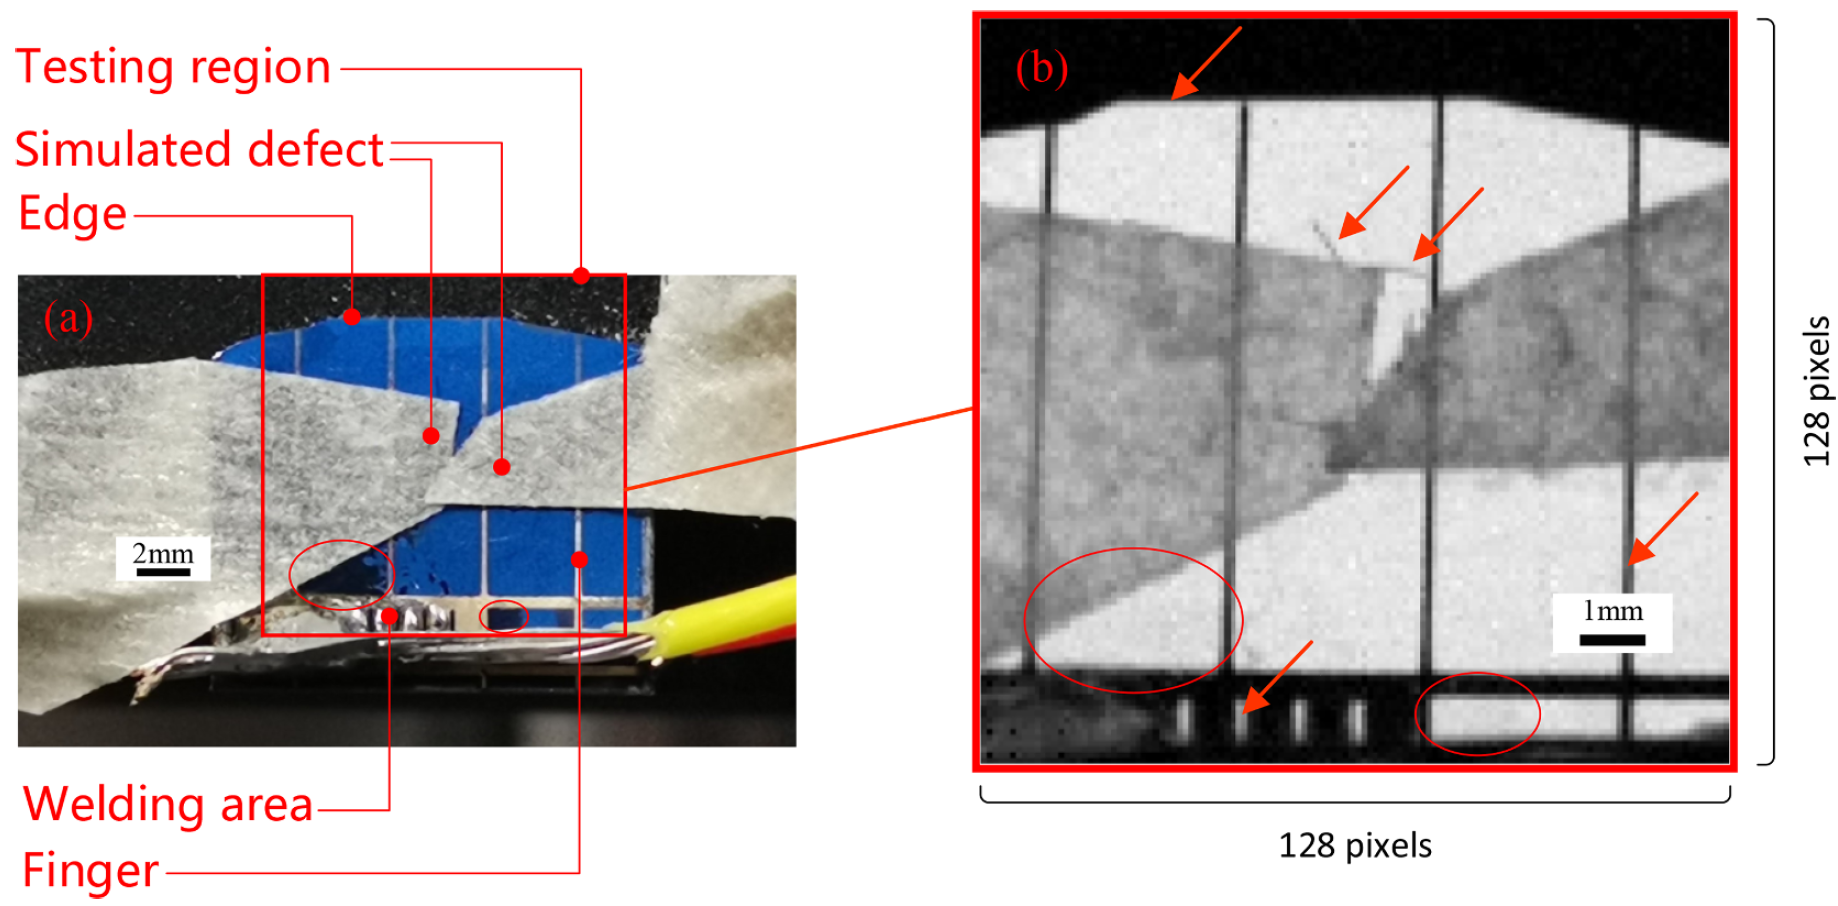 Testing region
Simulated defect
Edge
(a)
2mm
Welding area
Finger
(b)
1mm
128 pixels
128 pixels